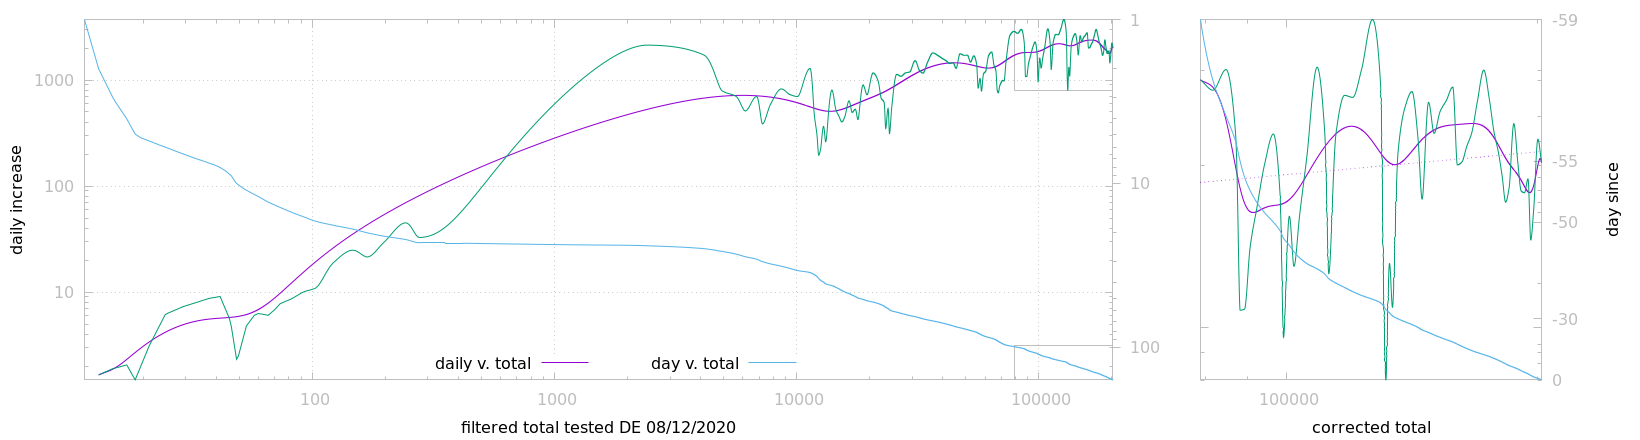 1
-59
1000
daily increase
-55
100
10
-50
day since
10
-30
daily v. total
day v. total
100
0
100
1000
10000
100000
100000
filtered total tested DE 08/12/2020
corrected total